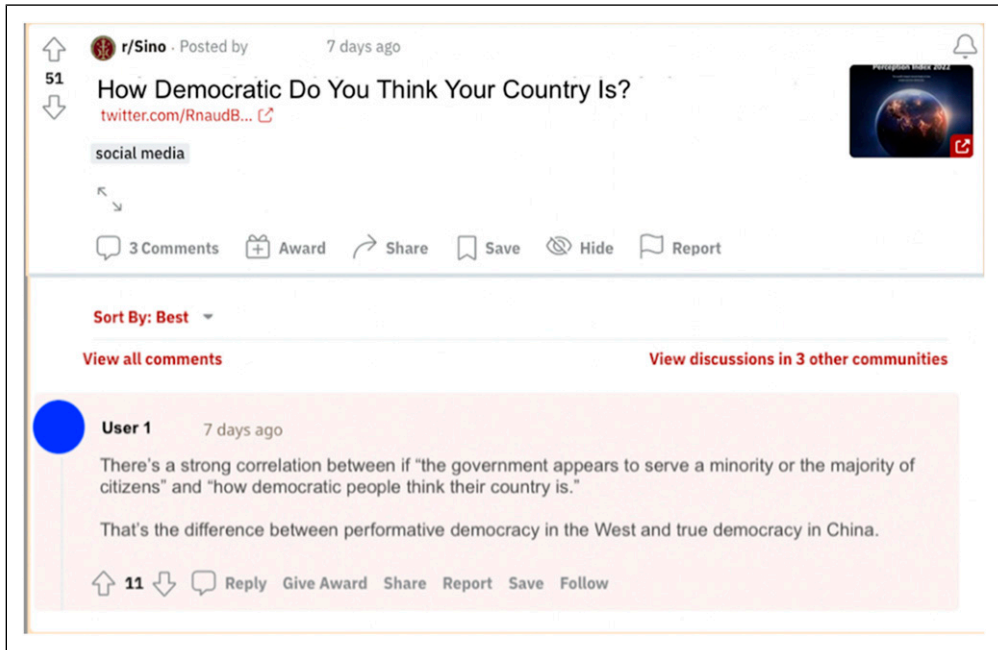 r/Sino · Posted by 7 days ago
51
How Democratic Do You Think Your Country Is?
twitter.com/RnaudB...
Perception Index 2022
social media
3 Comments Award Share Save Hide Report
Sort By: Best
View all comments View discussions in 3 other communities
User 1 7 days ago
There's a strong correlation between if “the government appears to serve a minority or the majority of
citizens” and “how democratic people think their country is.”
That's the difference between performative democracy in the West and true democracy in China.
11 Reply Give Award Share Report Save Follow